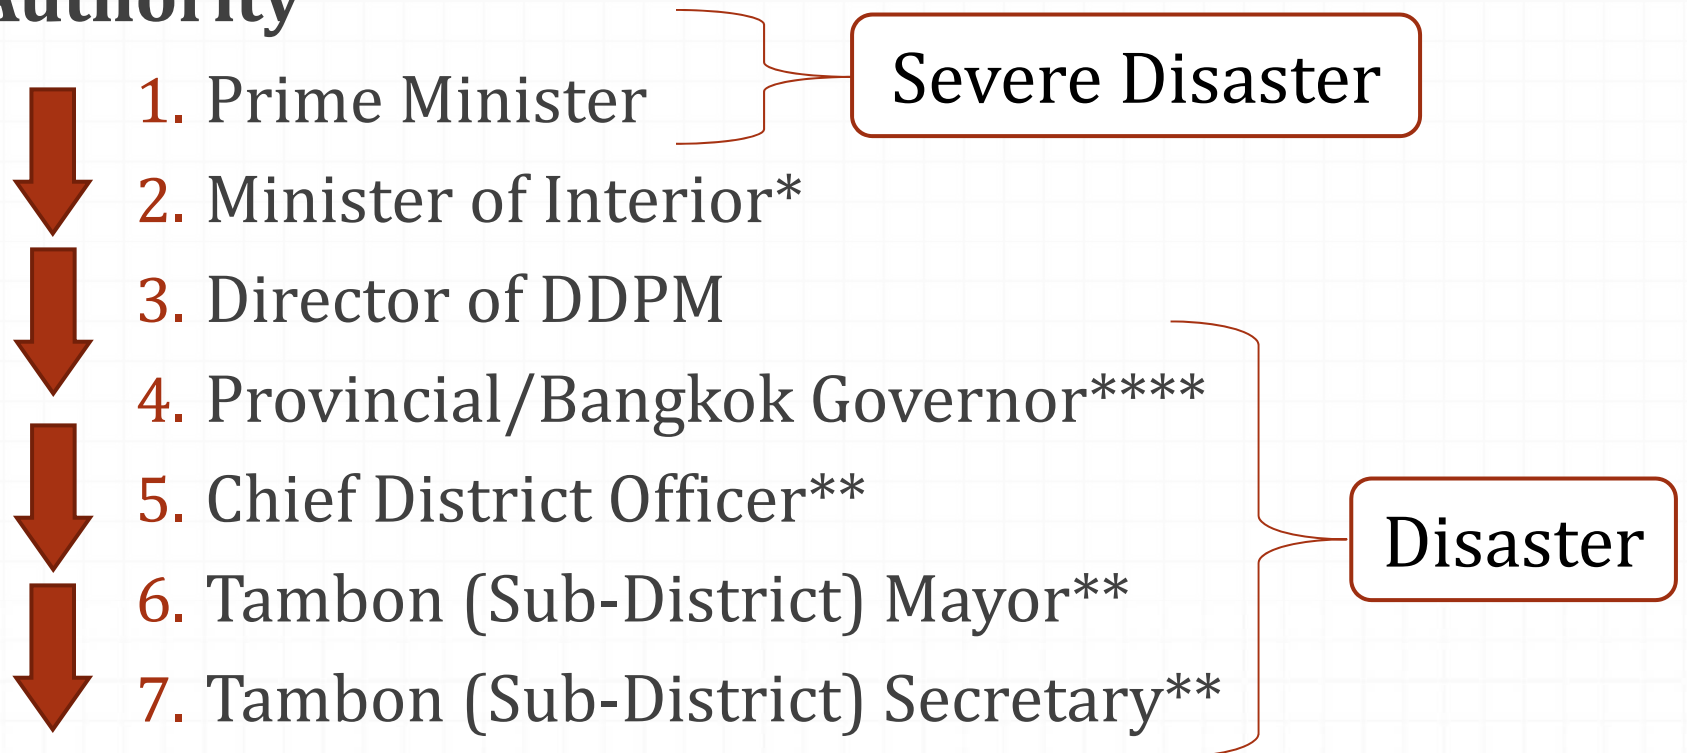 Authority
1. Prime Minister
Severe Disaster
2. Minister of Interior*
3. Director of DDPM
4. Provincial/Bangkok Governor****
5. Chief District Officer**
Disaster
6. Tambon (Sub-District) Mayor**
7. Tambon (Sub-District) Secretary**